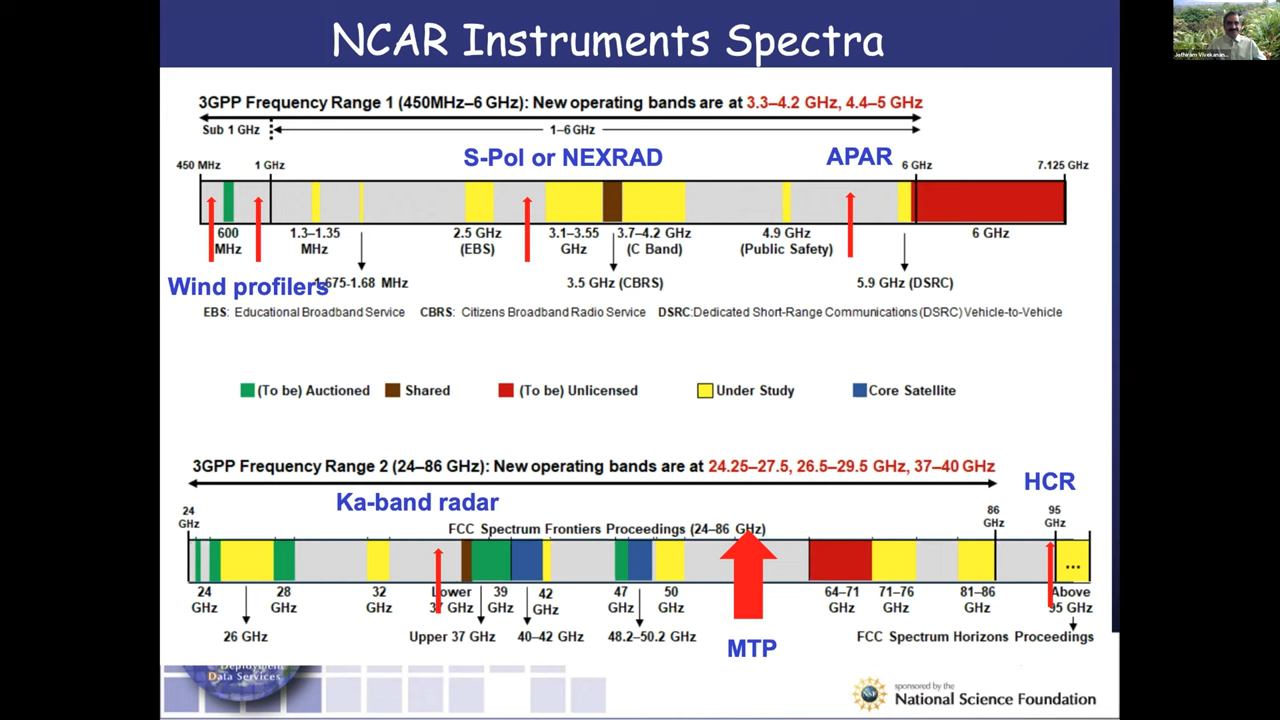 NCAR Instruments Spectra
Jothiram Vivekanan...
3GPP Frequency Range 1 (450MHz–6 GHz): New operating bands are at 3.3–4.2 GHz, 4.4–5 GHz
Sub 1 GHz
1–6 GHz
S-Pol or NEXRAD
APAR
450 MHz
1 GHz
6 GHz
7.125 GHz
600 MHz
1.3–1.35 MHz
2.5 GHz (EBS)
3.1–3.55 GHz
3.7–4.2 GHz (C Band)
4.9 GHz (Public Safety)
6 GHz
Wind profilers
1.675-1.68 MHz
3.5 GHz (CBRS)
5.9 GHz (DSRC)
EBS: Educational Broadband Service CBRS: Citizens Broadband Radio Service DSRC:Dedicated Short-Range Communications (DSRC) Vehicle-to-Vehicle
(To be) Auctioned
Shared
(To be) Unlicensed
Under Study
Core Satellite
3GPP Frequency Range 2 (24–86 GHz): New operating bands are at 24.25–27.5, 26.5–29.5 GHz, 37–40 GHz
HCR
Ka-band radar
24 GHz
FCC Spectrum Frontiers Proceedings (24–86 GHz)
86 GHz
95 GHz
...
24 GHz
28 GHz
32 GHz
Lower 37 GHz
39 GHz
42 GHz
47 GHz
50 GHz
64–71 GHz
71–76 GHz
81–86 GHz
Above 95 GHz
26 GHz
Upper 37 GHz
40–42 GHz
48.2–50.2 GHz
FCC Spectrum Horizons Proceedings
MTP
Deployment
Data Services
NSF
sponsored by the
National Science Foundation